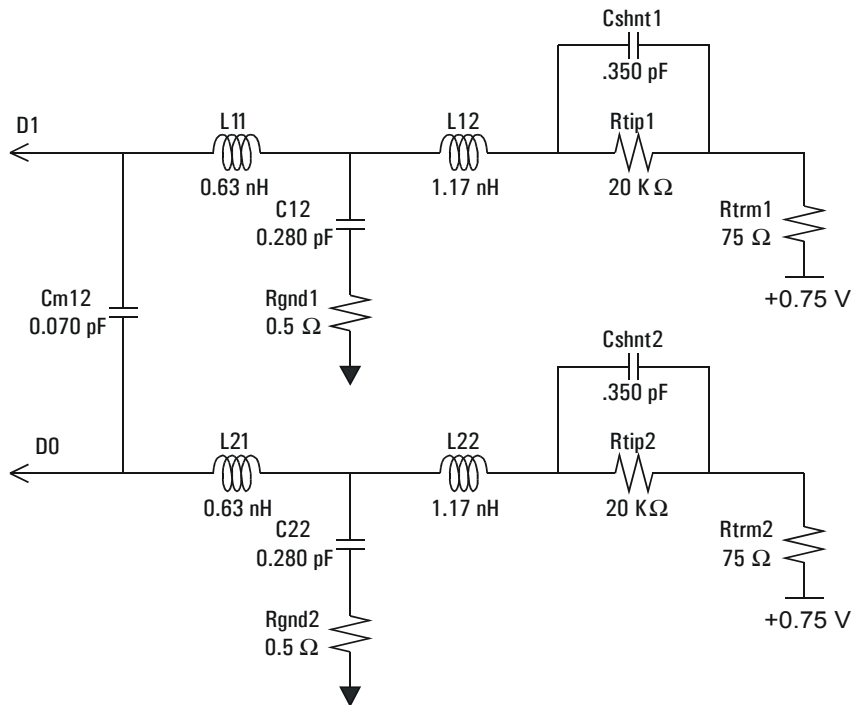 Cshnt1
.350 pF
D1
L11
0.63 nH
L12
1.17 nH
Rtip1
20 K Ω
C12
0.280 pF
Rtrm1
75 Ω
+0.75 V
Cm12
0.070 pF
Rgnd1
0.5 Ω
Cshnt2
.350 pF
D0
L21
0.63 nH
L22
1.17 nH
Rtip2
20 KΩ
C22
0.280 pF
Rtrm2
75 Ω
+0.75 V
Rgnd2
0.5 Ω